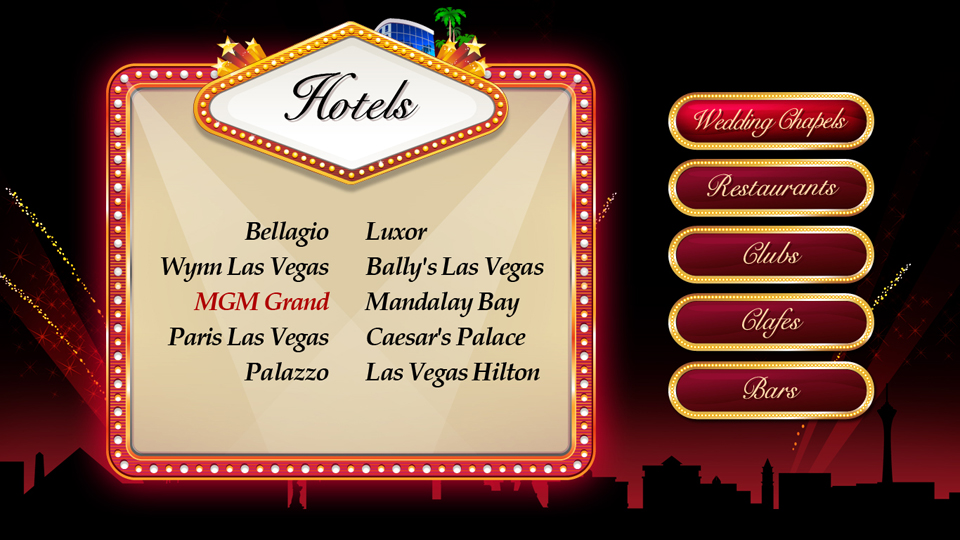 Hotels
Bellagio
Wynn Las Vegas
MGM Grand
Paris Las Vegas
Palazzo
Luxor
Bally's Las Vegas
Mandalay Bay
Caesar's Palace
Las Vegas Hilton
Wedding Chapels
Restaurants
Clubs
Clafes
Bars